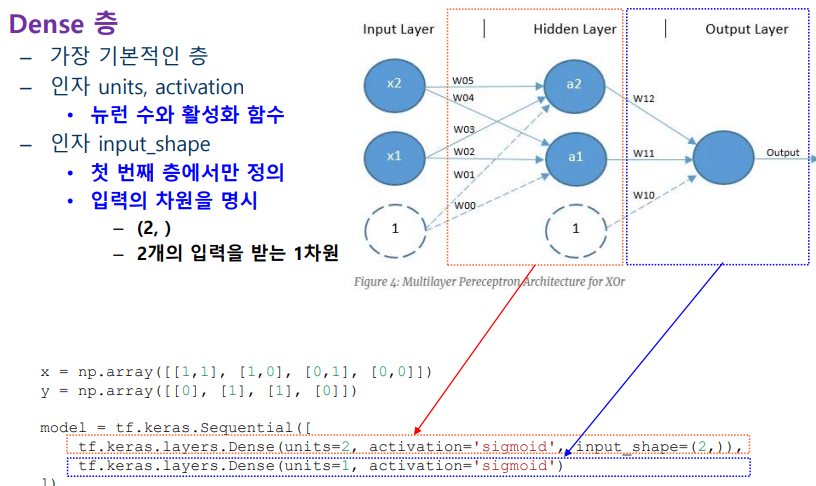 Dense 층
– 가장 기본적인 층
– 인자 units, activation
• 뉴런 수와 활성화 함수
– 인자 input_shape
• 첫 번째 층에서만 정의
• 입력의 차원을 명시
– (2, )
– 2개의 입력을 받는 1차원
Input Layer | Hidden Layer | Output Layer
x2
W05
W04
a2
W12
W03
x1
W02
a1
W11
Output
W01
W00
W10
1
1
Figure 4: Multilayer Pereceptron Architecture for XOr
x = np.array([[1,1], [1,0], [0,1], [0,0]])
y = np.array([[0], [1], [1], [0]])
model = tf.keras.Sequential([
tf.keras.layers.Dense(units=2, activation='sigmoid', input_shape=(2,)),
tf.keras.layers.Dense(units=1, activation='sigmoid')
])